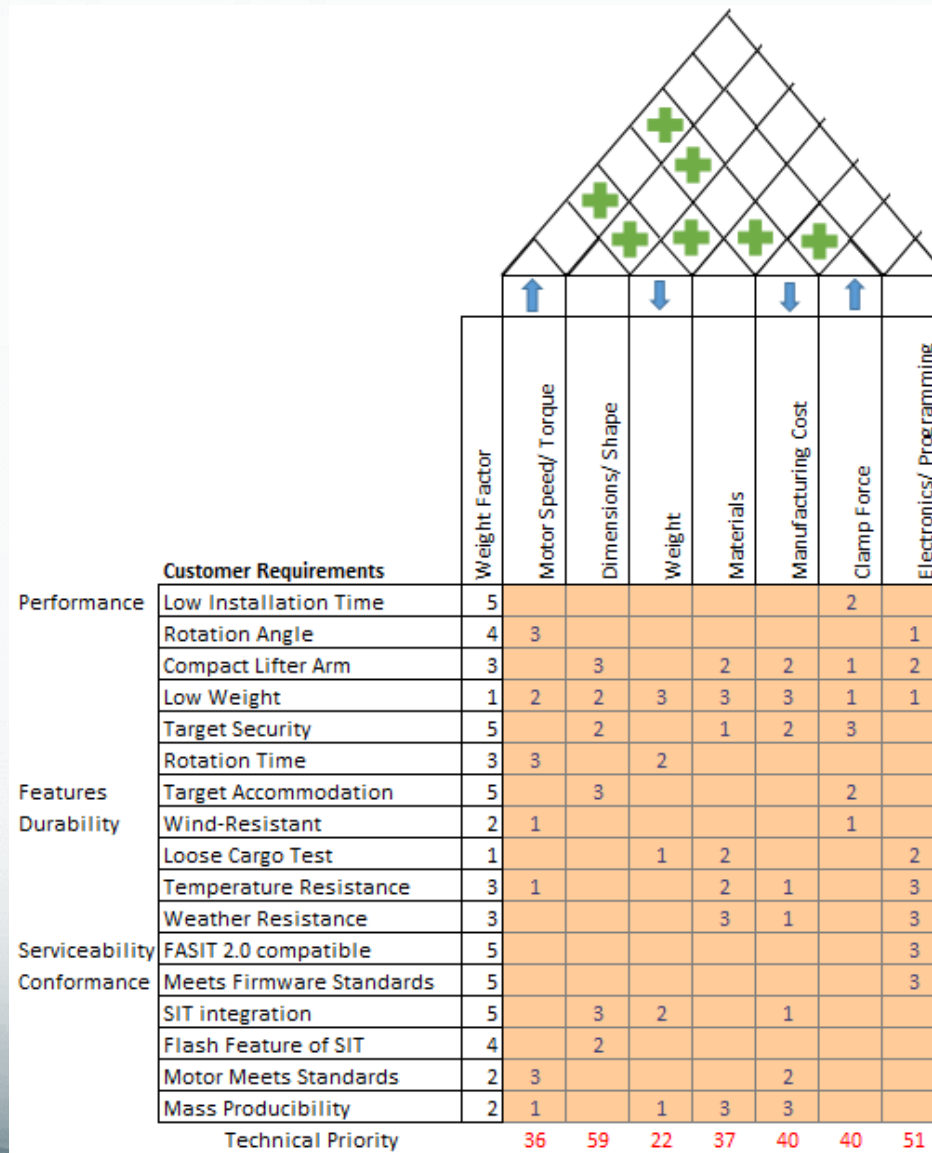 Weight Factor
Motor Speed/ Torque
Dimensions/ Shape
Weight
Materials
Manufacturing Cost
Clamp Force
Electronics/ Programming
Customer Requirements
Performance Low Installation Time 5 2
Rotation Angle 4 3 1
Compact Lifter Arm 3 3 2 2 1 2
Low Weight 1 2 2 3 3 3 1 1
Target Security 5 2 1 2 3
Rotation Time 3 3 2
Features Target Accommodation 5 3 2
Durability Wind-Resistant 2 1 1
Loose Cargo Test 1 1 2 2
Temperature Resistance 3 1 2 1 3
Weather Resistance 3 3 1 3
Serviceability FASIT 2.0 compatible 5 3
Conformance Meets Firmware Standards 5 3
SIT integration 5 3 2 1
Flash Feature of SIT 4 2
Motor Meets Standards 2 3 2
Mass Producibility 2 1 1 3 3
Technical Priority 36 59 22 37 40 40 51